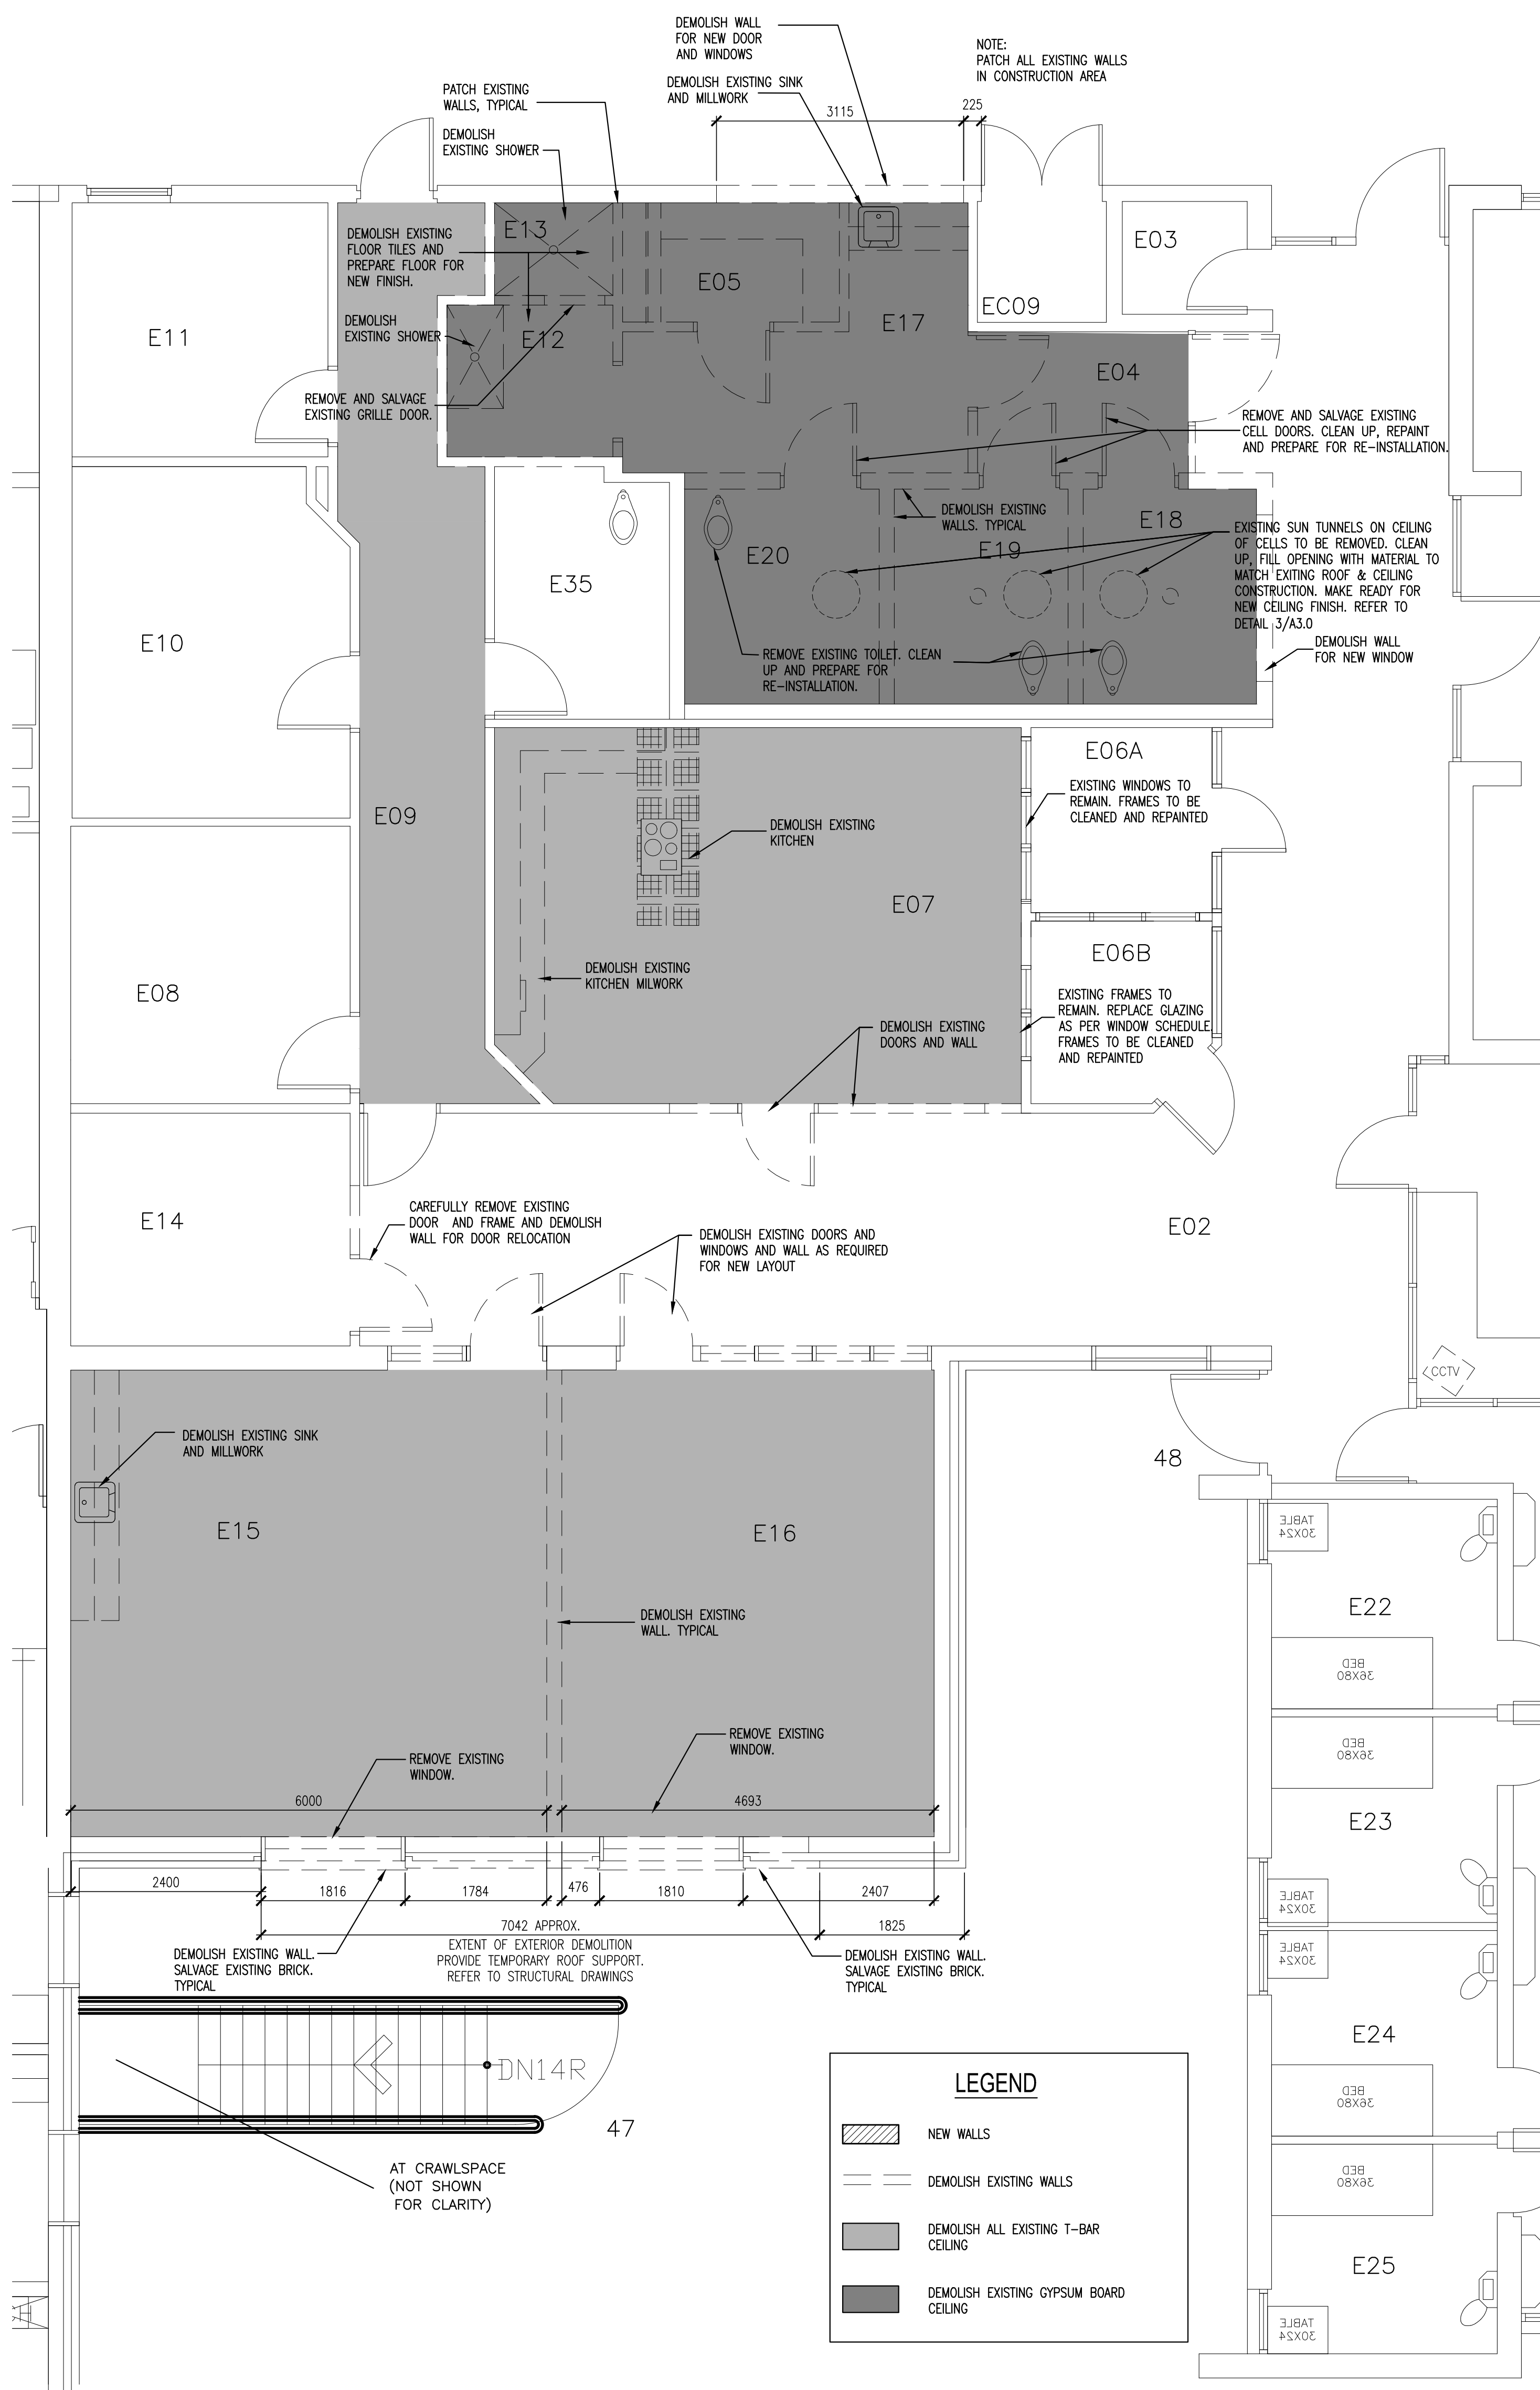 DEMOLISH WALL
FOR NEW DOOR
AND WINDOWS
NOTE:
PATCH ALL EXISTING WALLS
IN CONSTRUCTION AREA
DEMOLISH EXISTING SINK
AND MILLWORK
PATCH EXISTING
WALLS, TYPICAL
3115
225
DEMOLISH
EXISTING SHOWER
E13
DEMOLISH EXISTING
FLOOR TILES AND
PREPARE FLOOR FOR
NEW FINISH.
E03
E05
EC09
E17
DEMOLISH
EXISTING SHOWER
E12
E11
E04
REMOVE AND SALVAGE
EXISTING GRILLE DOOR.
REMOVE AND SALVAGE EXISTING
CELL DOORS. CLEAN UP, REPAINT
AND PREPARE FOR RE-INSTALLATION.
DEMOLISH EXISTING
WALLS. TYPICAL
E18
E19
E20
EXISTING SUN TUNNELS ON CEILING
OF CELLS TO BE REMOVED. CLEAN
UP, FILL OPENING WITH MATERIAL TO
MATCH EXITING ROOF & CEILING
CONSTRUCTION. MAKE READY FOR
NEW CEILING FINISH. REFER TO
DETAIL 3/A3.0
E35
E10
REMOVE EXISTING TOILET. CLEAN
UP AND PREPARE FOR
RE-INSTALLATION.
DEMOLISH WALL
FOR NEW WINDOW
E06A
EXISTING WINDOWS TO
REMAIN. FRAMES TO BE
CLEANED AND REPAINTED
E09
DEMOLISH EXISTING
KITCHEN
E07
E06B
DEMOLISH EXISTING
KITCHEN MILWORK
E08
EXISTING FRAMES TO
REMAIN. REPLACE GLAZING
AS PER WINDOW SCHEDULE.
FRAMES TO BE CLEANED
AND REPAINTED
DEMOLISH EXISTING
DOORS AND WALL
CAREFULLY REMOVE EXISTING
DOOR AND FRAME AND DEMOLISH
WALL FOR DOOR RELOCATION
E14
E02
DEMOLISH EXISTING DOORS AND
WINDOWS AND WALL AS REQUIRED
FOR NEW LAYOUT
CCTV
DEMOLISH EXISTING SINK
AND MILLWORK
48
E15
E16
TABLE
30X24
E22
DEMOLISH EXISTING
WALL. TYPICAL
BED
36X80
REMOVE EXISTING
WINDOW.
REMOVE EXISTING
WINDOW.
BED
36X80
6000
4693
E23
2400
1816
1784
476
1810
2407
TABLE
30X24
7042 APPROX.
1825
EXTENT OF EXTERIOR DEMOLITION
PROVIDE TEMPORARY ROOF SUPPORT.
REFER TO STRUCTURAL DRAWINGS
DEMOLISH EXISTING WALL.
SALVAGE EXISTING BRICK.
TYPICAL
DEMOLISH EXISTING WALL.
SALVAGE EXISTING BRICK.
TYPICAL
TABLE
30X24
E24
DN14R
47
BED
36X80
AT CRAWLSPACE
(NOT SHOWN
FOR CLARITY)
BED
36X80
E25
TABLE
30X24
LEGEND
NEW WALLS
DEMOLISH EXISTING WALLS
DEMOLISH ALL EXISTING T-BAR
CEILING
DEMOLISH EXISTING GYPSUM BOARD
CEILING